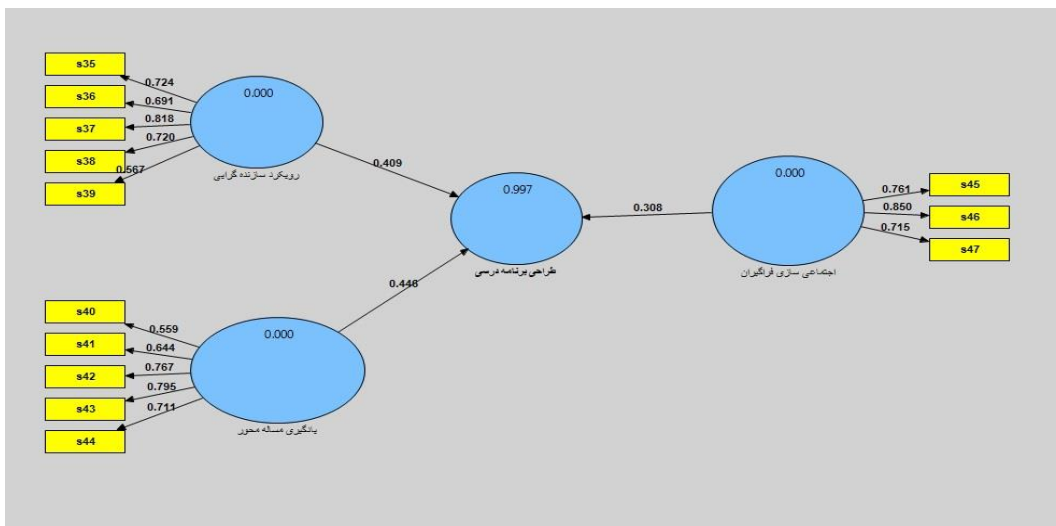 s35
s36
s37
s38
s39
0.724
0.691
0.818
0.720
0.567
0.000
رویکرد سازنده گرایی
0.409
0.997
طراحی برنامه درسی
0.308
0.000
اجتماعی سازی فراگیران
0.761
0.850
0.715
s45
s46
s47
0.446
s40
s41
s42
s43
s44
0.559
0.644
0.767
0.795
0.711
0.000
یادگیری مساله محور